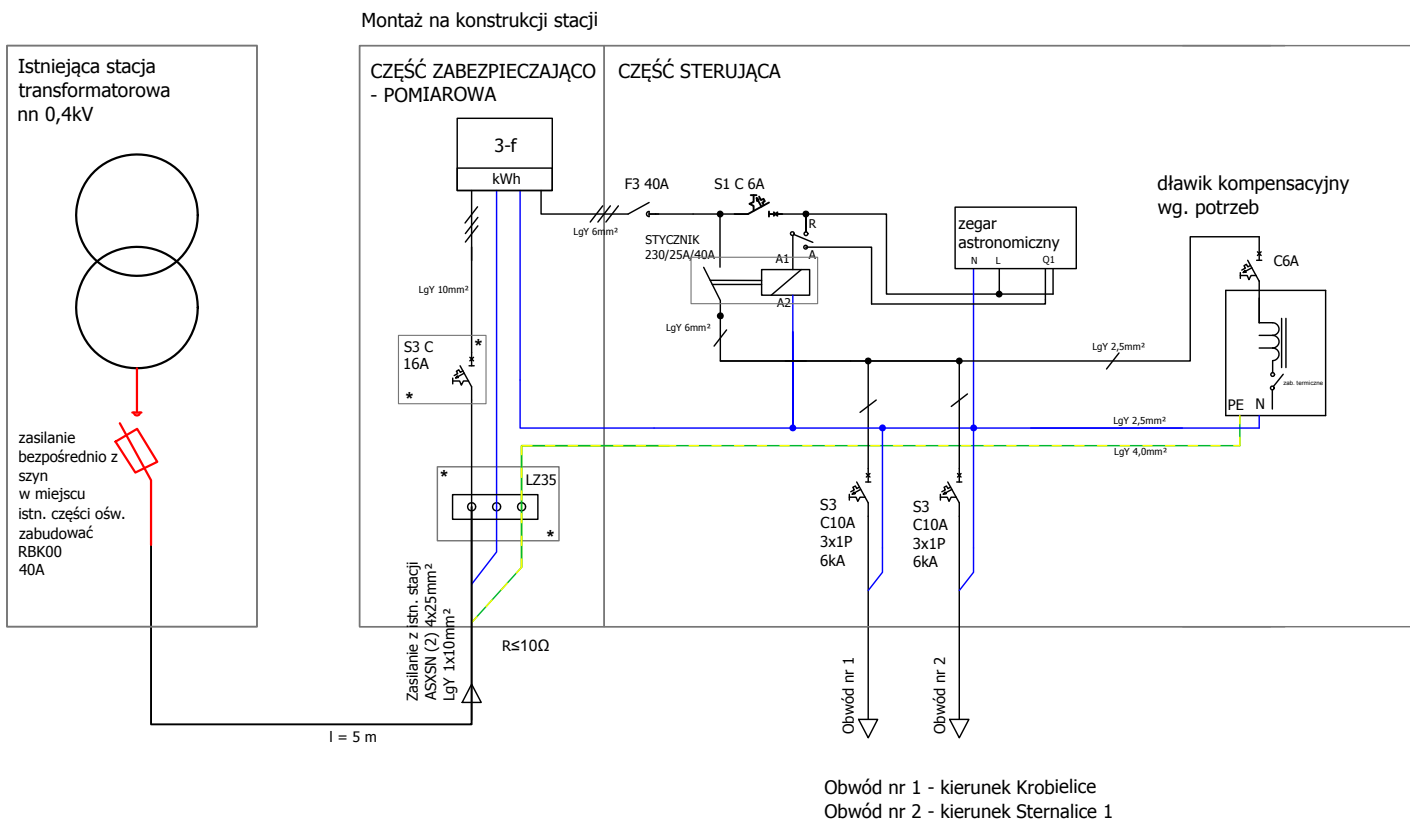 Montaż na konstrukcji stacji
Istniejąca stacja
transformatorowa
nn 0,4kV
zasilanie
bezpośrednio z
szyn
w miejscu
istn. części ośw.
zabudować
RBK00
40A
l = 5 m
CZĘŚĆ ZABEZPIECZAJĄCO
- POMIAROWA
3-f
kWh
LgY 10mm²
S3 C
16A
*
*
*
LZ35
*
Zasilanie z istn. stacji
ASXSN (2) 4x25mm²
LgY 1x10mm²
R≤10Ω
CZĘŚĆ STERUJĄCA
LgY 6mm²
F3 40A
S1 C 6A
STYCZNIK
230/25A/40A
R
A
A1
A2
LgY 6mm²
zegar
astronomiczny
N L Q1
dławik kompensacyjny
wg. potrzeb
C6A
zab. termiczne
PE N
LgY 2,5mm²
LgY 2,5mm²
LgY 4,0mm²
S3
C10A
3x1P
6kA
S3
C10A
3x1P
6kA
Obwód nr 1
Obwód nr 2
Obwód nr 1 - kierunek Krobielice
Obwód nr 2 - kierunek Sternalice 1